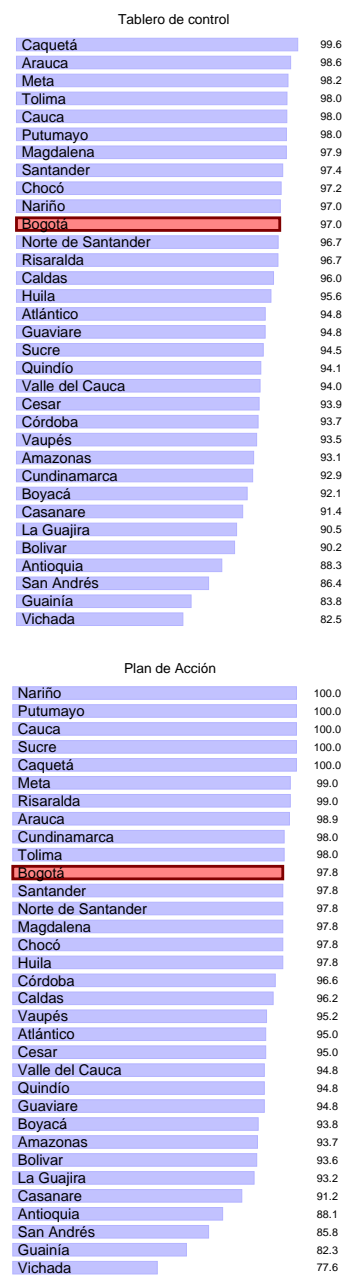 Tablero de control
Caquetá 99.6
Arauca 98.6
Meta 98.2
Tolima 98.0
Cauca 98.0
Putumayo 98.0
Magdalena 97.9
Santander 97.4
Chocó 97.2
Nariño 97.0
Bogotá 97.0
Norte de Santander 96.7
Risaralda 96.7
Caldas 96.0
Huila 95.6
Atlántico 94.8
Guaviare 94.8
Sucre 94.5
Quindío 94.1
Valle del Cauca 94.0
Cesar 93.9
Córdoba 93.7
Vaupés 93.5
Amazonas 93.1
Cundinamarca 92.9
Boyacá 92.1
Casanare 91.4
La Guajira 90.5
Bolivar 90.2
Antioquia 88.3
San Andrés 86.4
Guainía 83.8
Vichada 82.5
Plan de Acción
Nariño 100.0
Putumayo 100.0
Cauca 100.0
Sucre 100.0
Caquetá 100.0
Meta 99.0
Risaralda 99.0
Arauca 98.9
Cundinamarca 98.0
Tolima 98.0
Bogotá 97.8
Santander 97.8
Norte de Santander 97.8
Magdalena 97.8
Chocó 97.8
Huila 97.8
Córdoba 96.6
Caldas 96.2
Vaupés 95.2
Atlántico 95.0
Cesar 95.0
Valle del Cauca 94.8
Quindío 94.8
Guaviare 94.8
Boyacá 93.8
Amazonas 93.7
Bolivar 93.6
La Guajira 93.2
Casanare 91.2
Antioquia 88.1
San Andrés 85.8
Guainía 82.3
Vichada 77.6